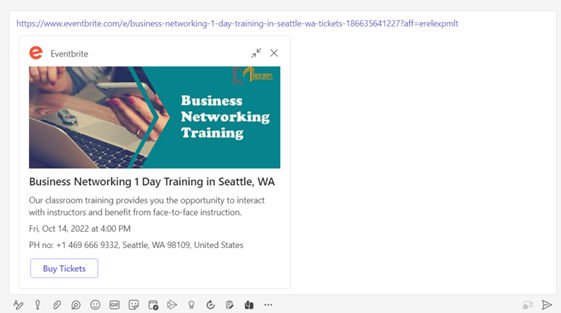 https://www.eventbrite.com/e/business-networking-1-day-training-in-seattle-wa-tickets-186635641227?aff=erelexpmlt
Eventbrite
Business
Networking
Training
Business Networking 1 Day Training in Seattle, WA
Our classroom training provides you the opportunity to interact
with instructors and benefit from face-to-face instruction.
Fri, Oct 14, 2022 at 4:00 PM
PH no: +1 469 666 9332, Seattle, WA 98109, United States
Buy Tickets
GIF